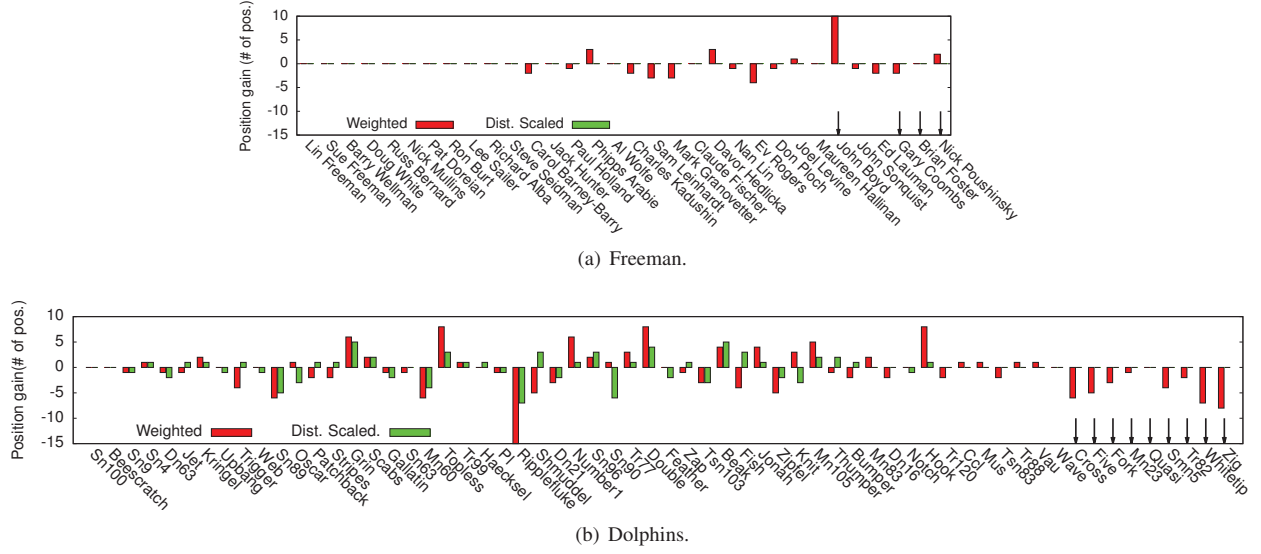 Position gain (# of pos.)
10
5
0
-5
-10
-15
Weighted
Dist. Scaled
Lin Freeman
Sue Freeman
Barry Wellman
Doug White
Russ Bernard
Nick Mullins
Pat Doreian
Ron Burt
Lee Sailer
Richard Alba
Steve Seidman
Carol Barney-Barry
Jack Hunter
Paul Holland
Phipps Arabie
Al Wolfe
Charles Kadushin
Sam Leinhardt
Mark Granovetter
Claude Fischer
Davor Hedlicka
Nan Lin
Ev Rogers
Don Ploch
Joel Levine
Maureen Hallinan
John Boyd
John Sonquist
Ed Lauman
Gary Coombs
Brian Foster
Nick Poushinsky
(a) Freeman.
Position gain(# of pos.)
10
5
0
-5
-10
-15
Weighted
Dist. Scaled.
Sn100
Beescratch
Sn9
Sn4
Dn63
Jet
Kringel
Upbang
Trigger
Web
Sn89
Oscar
Patchback
Stripes
Grin
Scabs
Gallatin
Sn63
Mn60
Topless
Tr99
Haecksel
Pl
Ripplefluke
Shmuddel
Dn21
Number1
Sn96
Sn90
Tr77
Double
Feather
Zap
Tsn103
Beak
Fish
Jonah
Zipfel
Knit
Mn105
Thumper
Bumper
Mn83
Dn16
Notch
Hook
Tr120
Ccl
Mus
Tsn83
Tr88
Vau
Wave
Cross
Five
Fork
Mn23
Quasi
Smn5
Tr82
Whitetip
Zig
(b) Dolphins.